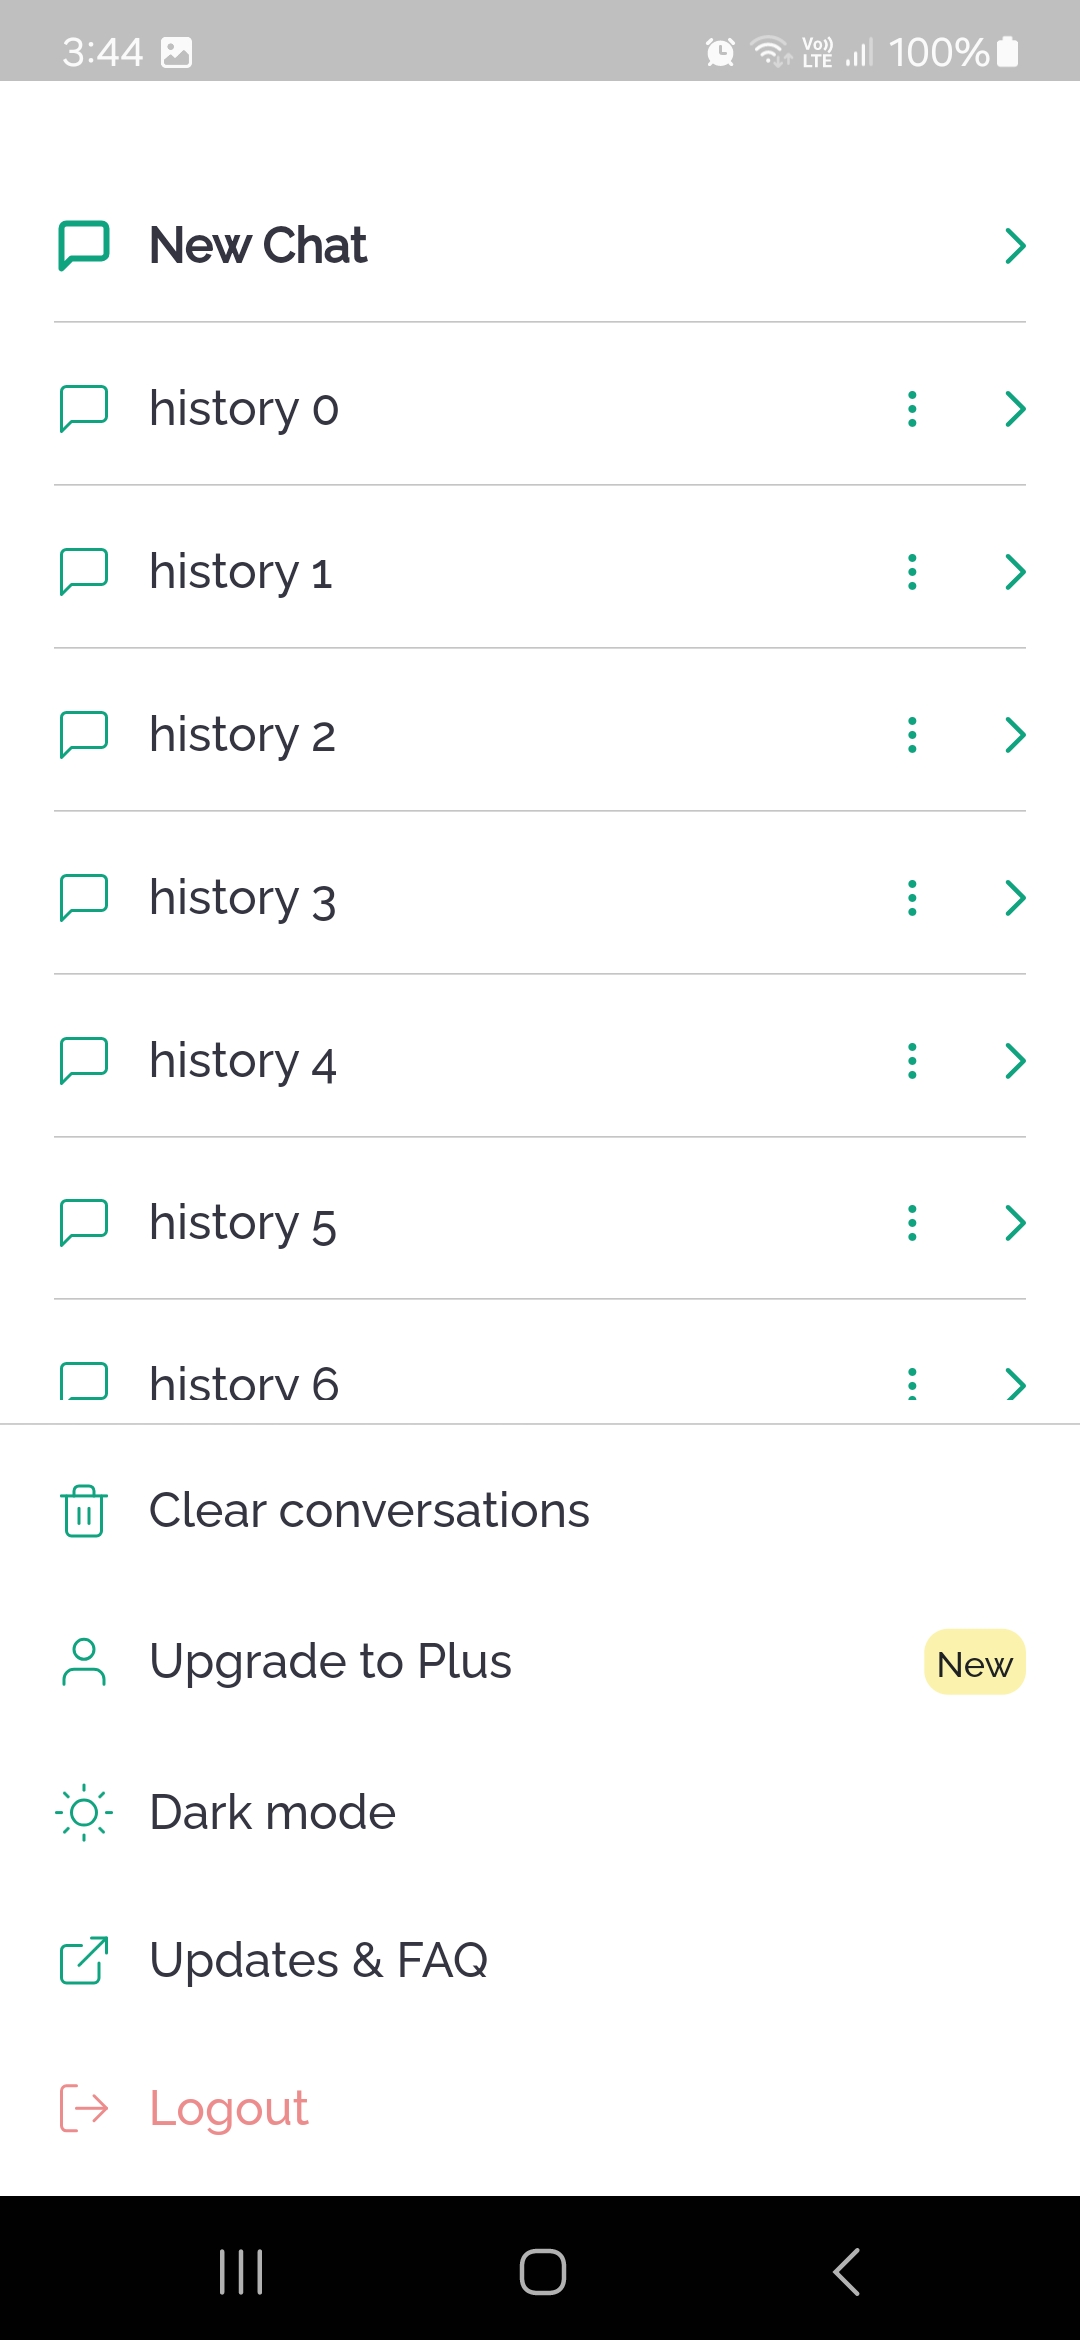 3:44 Vo)) LTE 100%
New Chat
history 0
history 1
history 2
history 3
history 4
history 5
history 6
Clear conversations
Upgrade to Plus New
Dark mode
Updates & FAQ
Logout